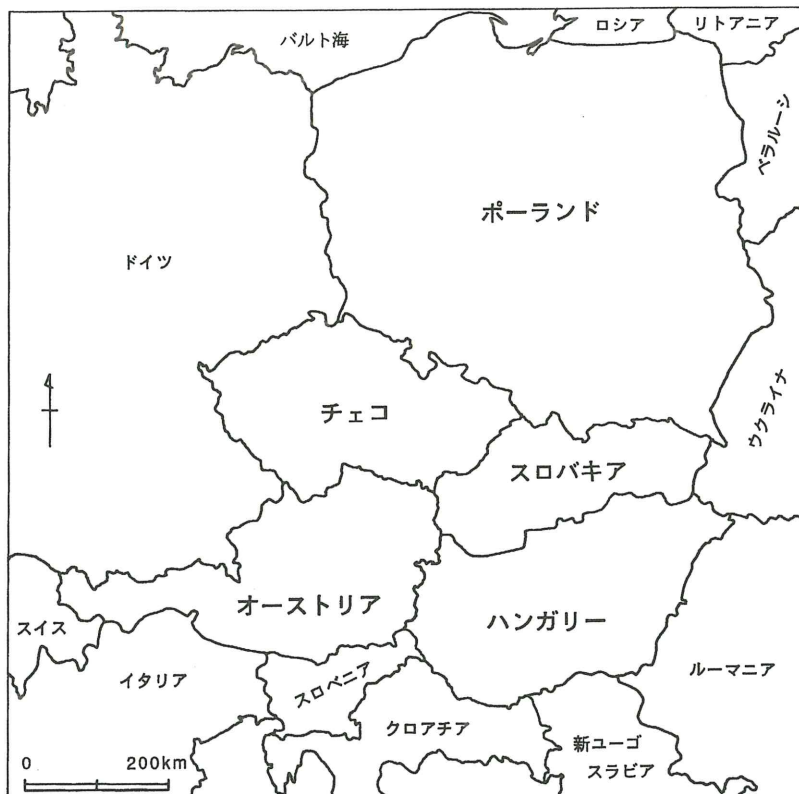 バルト海
ロシア
リトアニア
ベラルーシ
ポーランド
ドイツ
チェコ
ウクライナ
スロバキア
オーストリア
ハンガリー
スイス
イタリア
スロベニア
ルーマニア
クロアチア
新ユーゴ
スラビア
0 200km